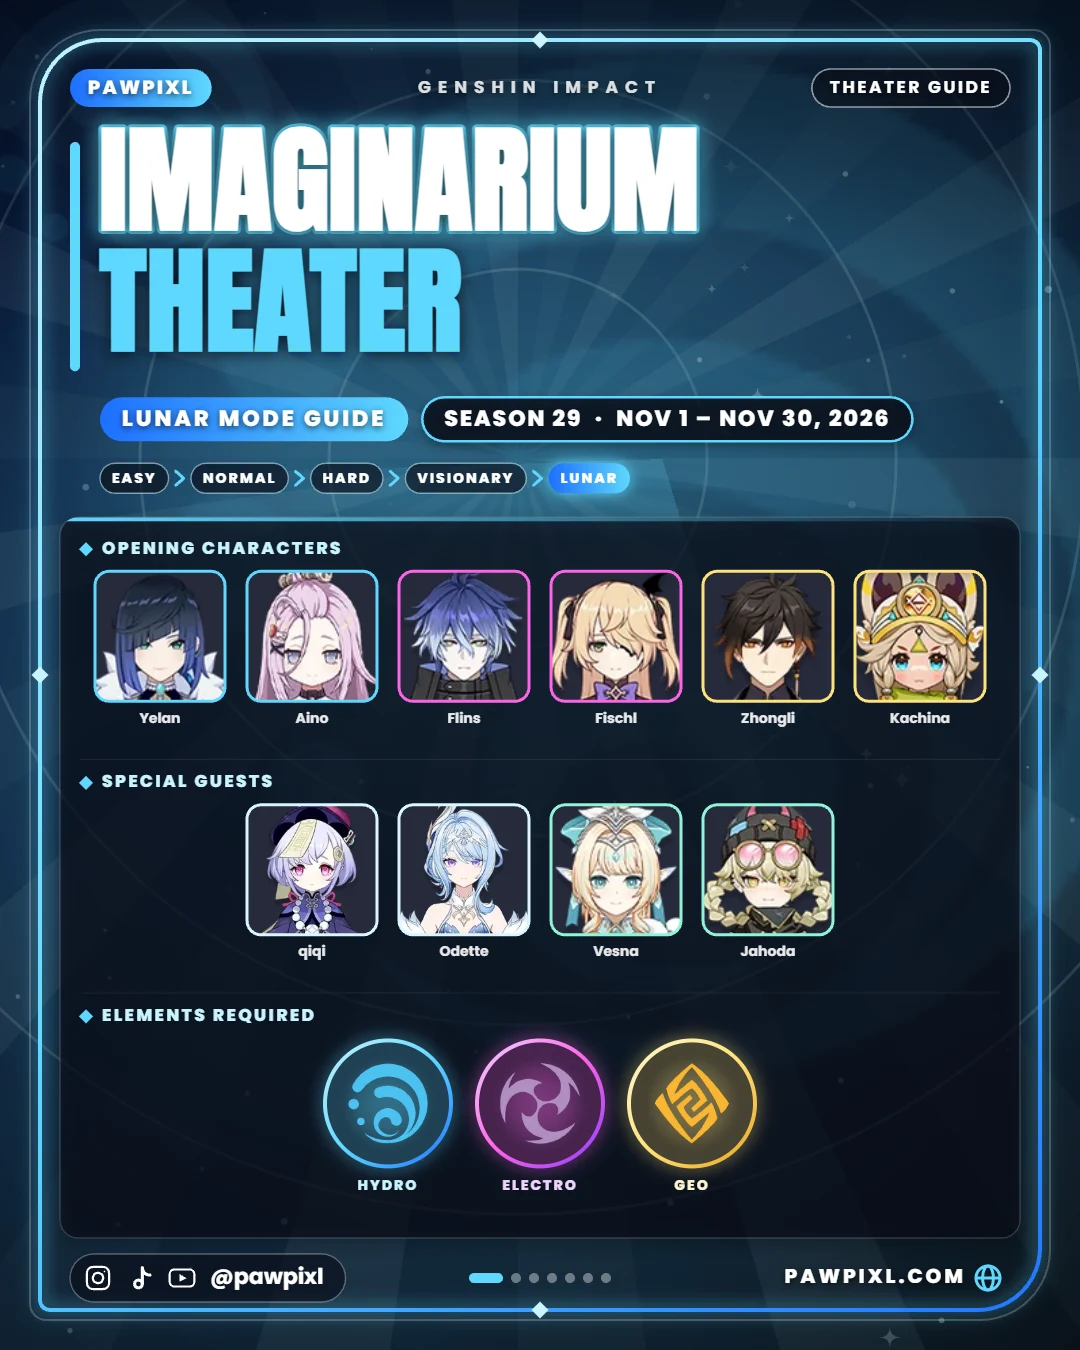 PAWPIXL
GENSHIN IMPACT
THEATER GUIDE
IMAGINARIUM
THEATER
LUNAR MODE GUIDE
SEASON 29 · NOV 1 – NOV 30, 2026
EASY
NORMAL
HARD
VISIONARY
LUNAR
OPENING CHARACTERS
Yelan
Aino
Flins
Fischl
Zhongli
Kachina
SPECIAL GUESTS
qiqi
Odette
Vesna
Jahoda
ELEMENTS REQUIRED
HYDRO
ELECTRO
GEO
@pawpixl
PAWPIXL.COM